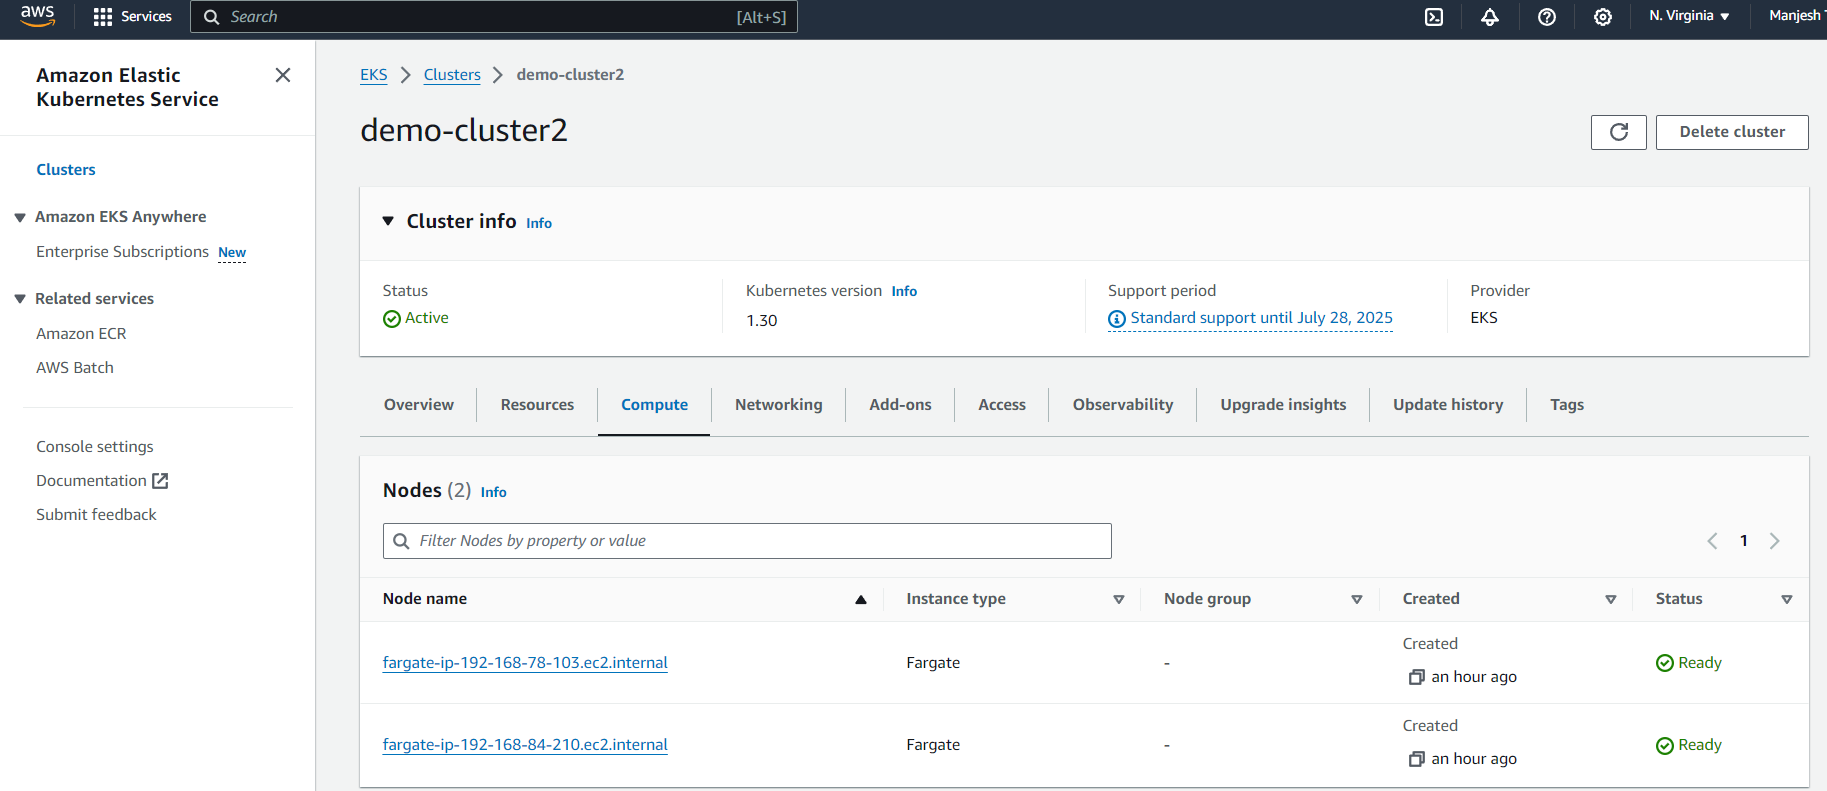 aws
Services
Search [Alt+S]
N. Virginia
Manjesh
Amazon Elastic
Kubernetes Service
Clusters
Amazon EKS Anywhere
Enterprise Subscriptions New
Related services
Amazon ECR
AWS Batch
Console settings
Documentation
Submit feedback
EKS Clusters demo-cluster2
demo-cluster2
Delete cluster
Cluster info Info
Status
Active
Kubernetes version Info
1.30
Support period
Standard support until July 28, 2025
Provider
EKS
Overview Resources Compute Networking Add-ons Access Observability Upgrade insights Update history Tags
Nodes (2) Info
Filter Nodes by property or value
1
Node name Instance type Node group Created Status
fargate-ip-192-168-78-103.ec2.internal Fargate - Created an hour ago Ready
fargate-ip-192-168-84-210.ec2.internal Fargate - Created an hour ago Ready